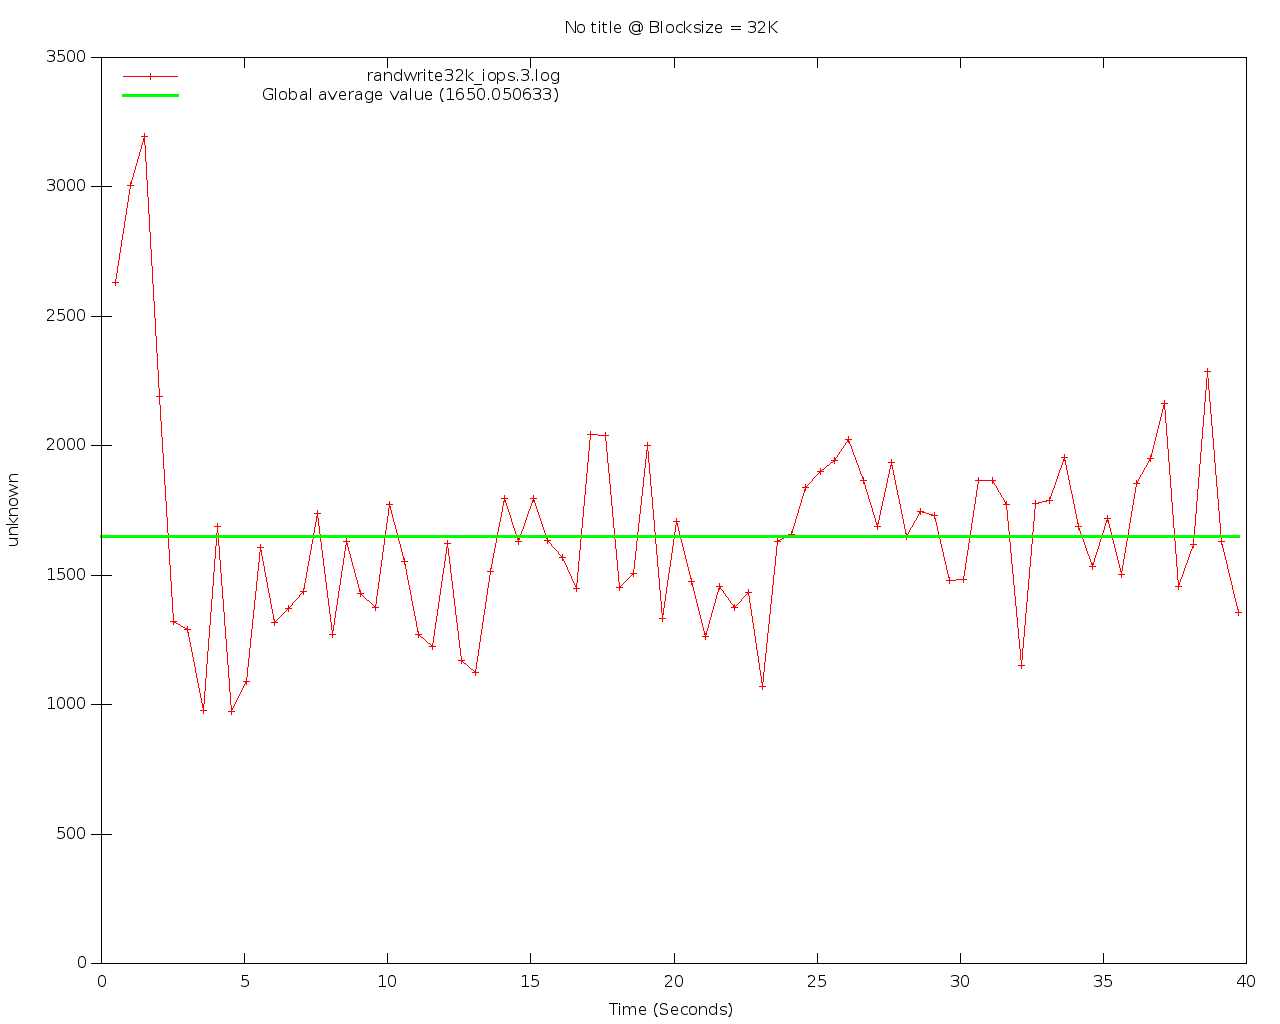 No title @ Blocksize = 32K
randwrite32k_iops.3.log
Global average value (1650.050633)
3500
3000
2500
2000
1500
1000
500
0
unknown
0 5 10 15 20 25 30 35 40
Time (Seconds)